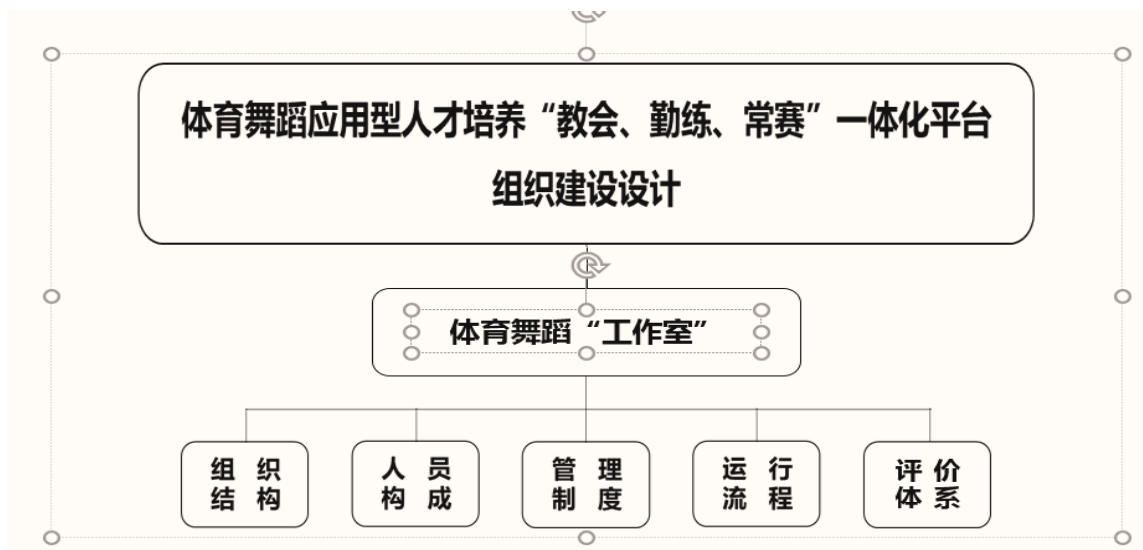 体育舞蹈应用型人才培养“教会、勤练、常赛”一体化平台
组织建设设计
体育舞蹈“工作室”
组 织
结 构
人 员
构 成
管 理
制 度
运 行
流 程
评 价
体 系